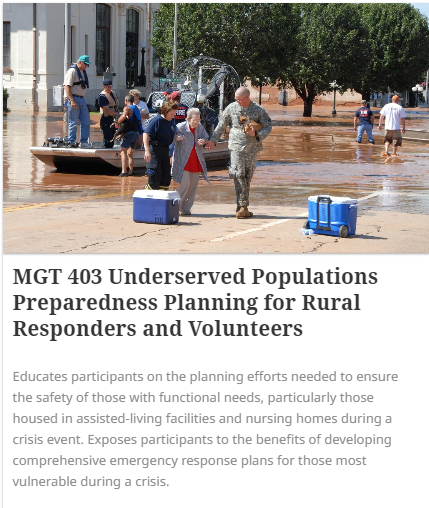 MGT 403 Underserved Populations
Preparedness Planning for Rural
Responders and Volunteers
Educates participants on the planning efforts needed to ensure
the safety of those with functional needs, particularly those
housed in assisted-living facilities and nursing homes during a
crisis event. Exposes participants to the benefits of developing
comprehensive emergency response plans for those most
vulnerable during a crisis.